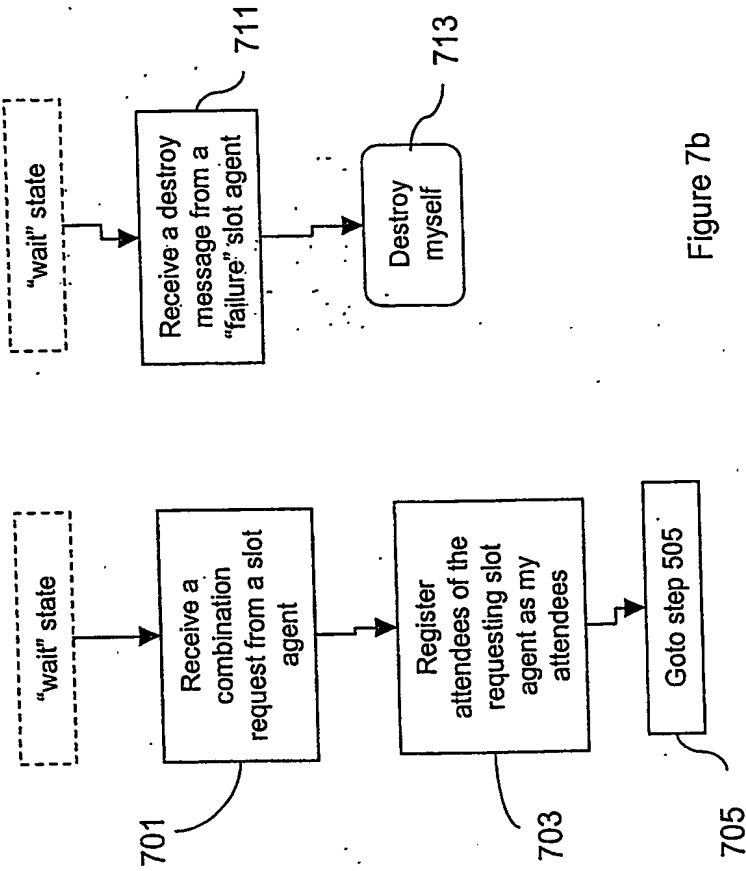 "wait" state
Receive a
combination
request from a slot
agent
701
Register
attendees of the
requesting slot
agent as my
attendees
703
Goto step 505
705
"wait" state
Receive a destroy
message from a
"failure" slot agent
711
Destroy
myself
713
Figure 7b